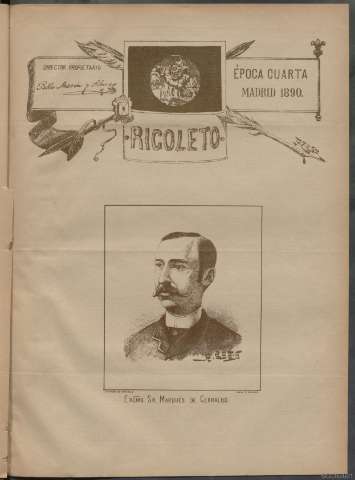 DIRECTOR PROPIETARIO
ÉPOCA CUARTA
MADRID 1890.
RIGOLETO
EXCMO SR. MARQUÉS DE CERRALBO